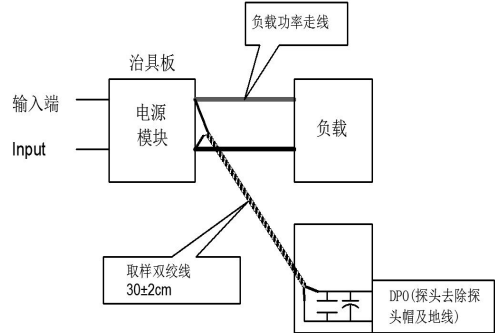 负载功率走线
治具板
输入端
Input
电源
模块
负载
取样双绞线
30±2cm
DPO(探头去除探
头帽及地线)